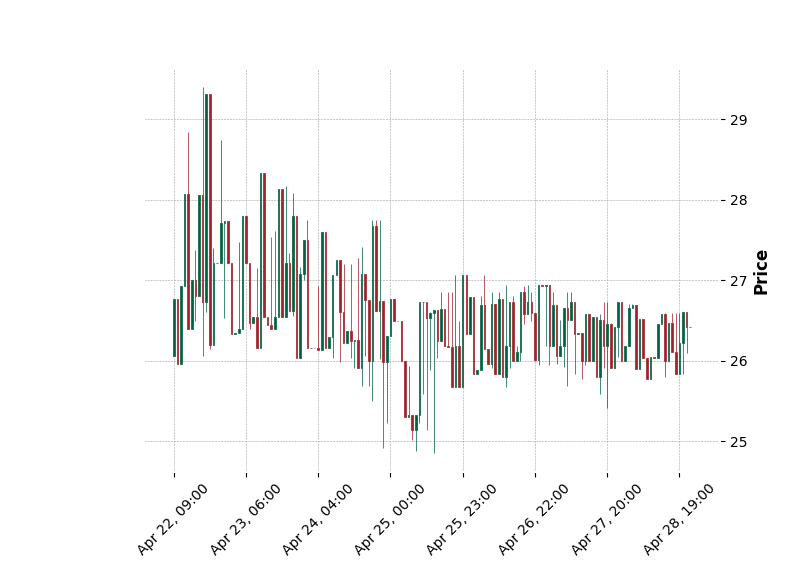 29
28
27
26
25
Price
Apr 22, 09:00
Apr 23, 06:00
Apr 24, 04:00
Apr 25, 00:00
Apr 25, 23:00
Apr 26, 22:00
Apr 27, 20:00
Apr 28, 19:00